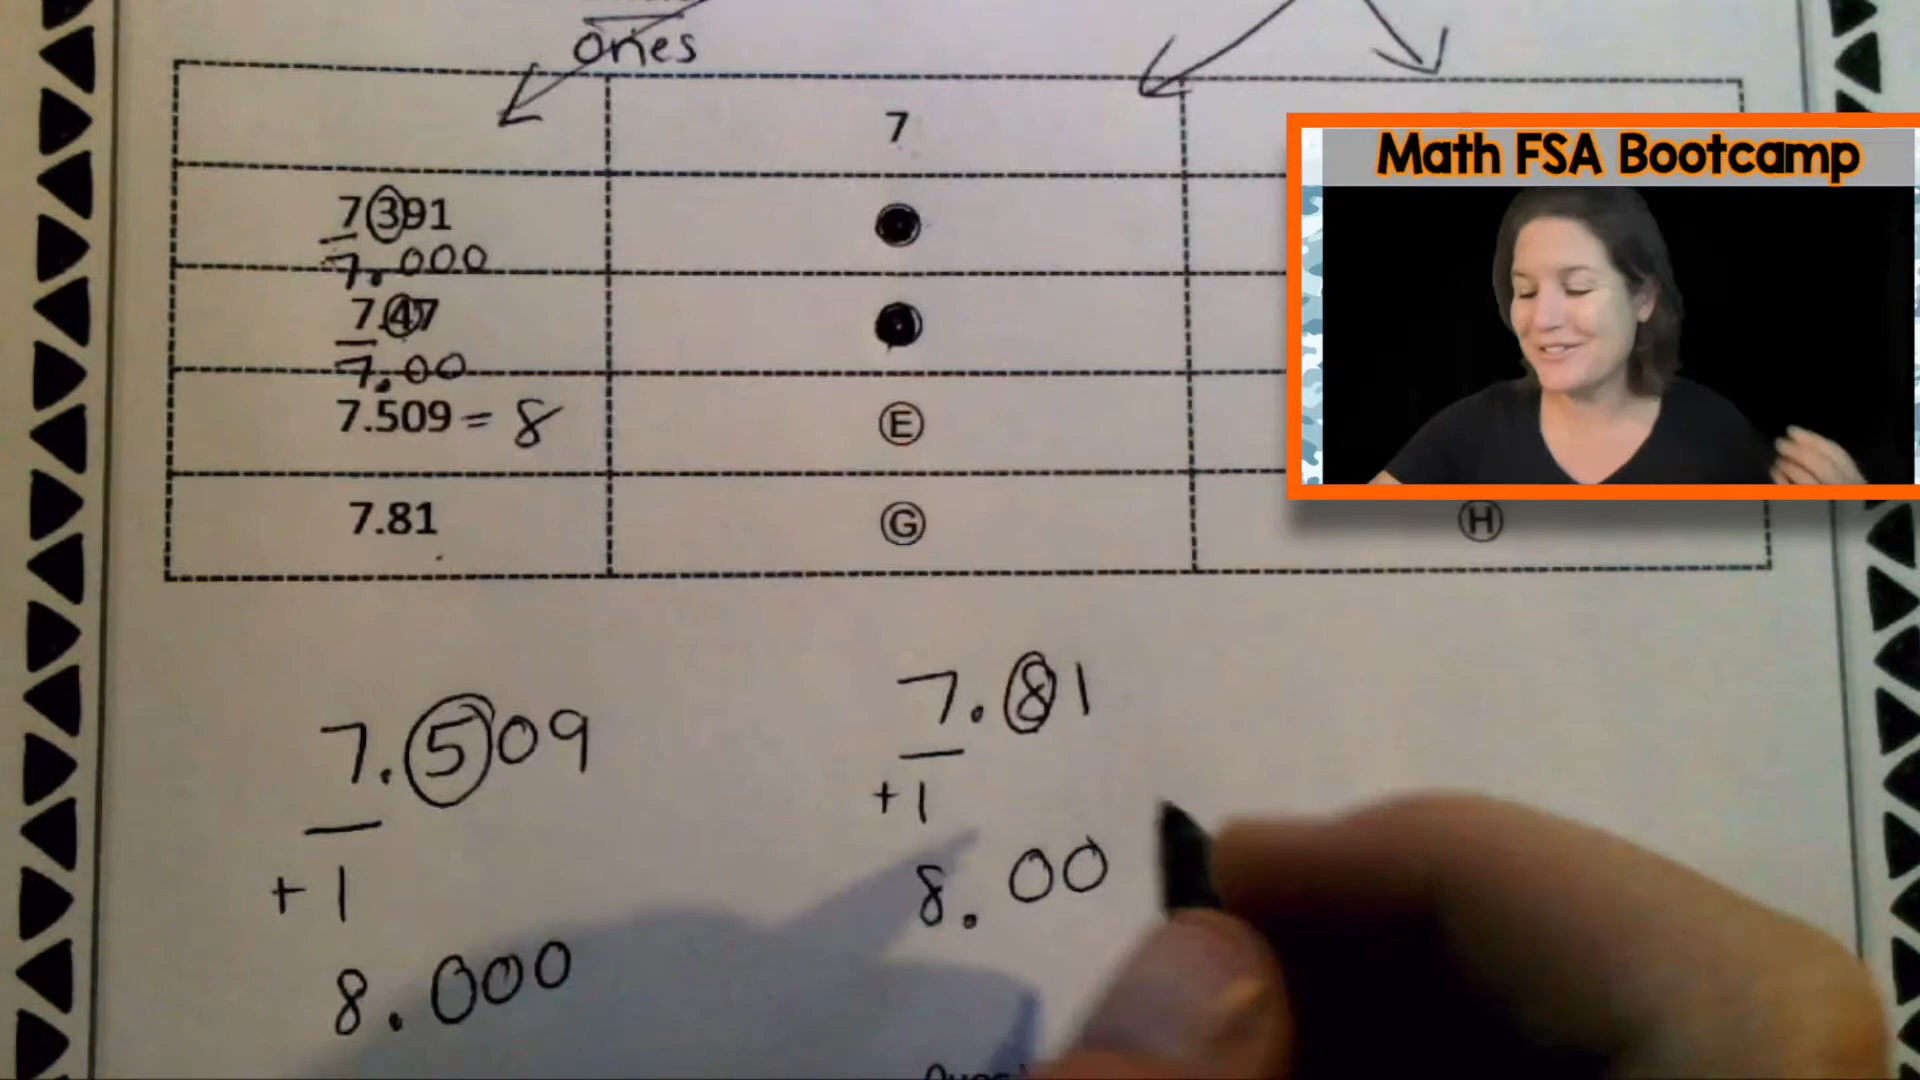 ones
7
Math FSA Bootcamp
7.391
7.000
7.47
7.00
7.509 = 8
E
7.81
G
H
7.509
+ 1
8.000
7.81
+ 1
8.00